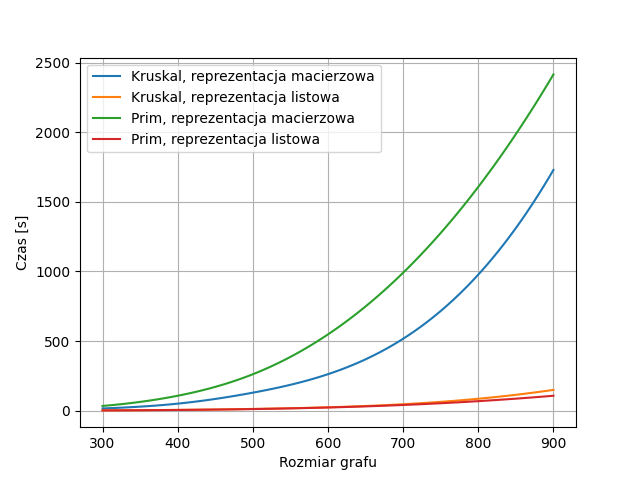 2500
2000
1500
1000
500
0
Czas [s]
Kruskal, reprezentacja macierzowa
Kruskal, reprezentacja listowa
Prim, reprezentacja macierzowa
Prim, reprezentacja listowa
300 400 500 600 700 800 900
Rozmiar grafu